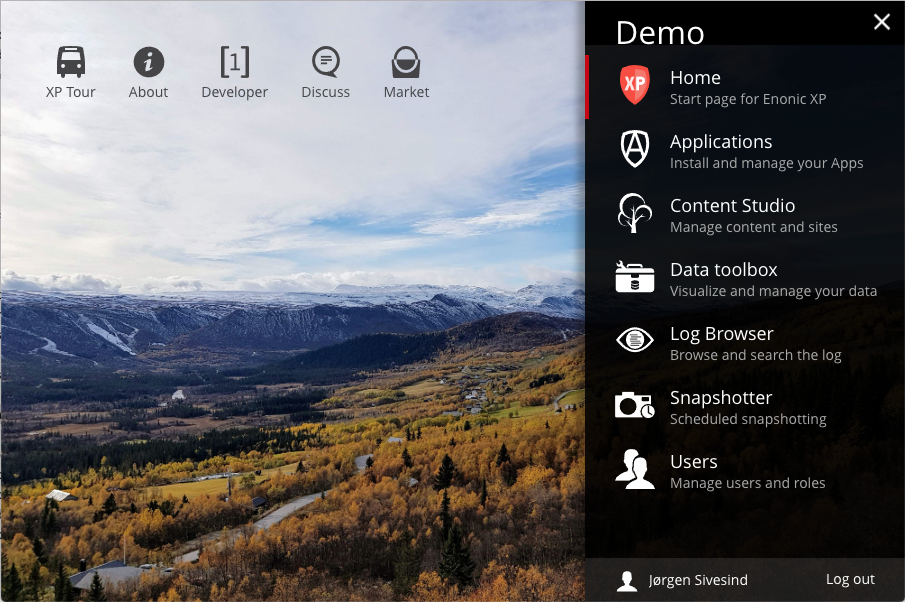 XP Tour
About
[1]
Developer
Discuss
Market
Demo
XP
Home
Start page for Enonic XP
Applications
Install and manage your Apps
Content Studio
Manage content and sites
Data toolbox
Visualize and manage your data
Log Browser
Browse and search the log
Snapshotter
Scheduled snapshotting
Users
Manage users and roles
Jørgen Sivesind
Log out